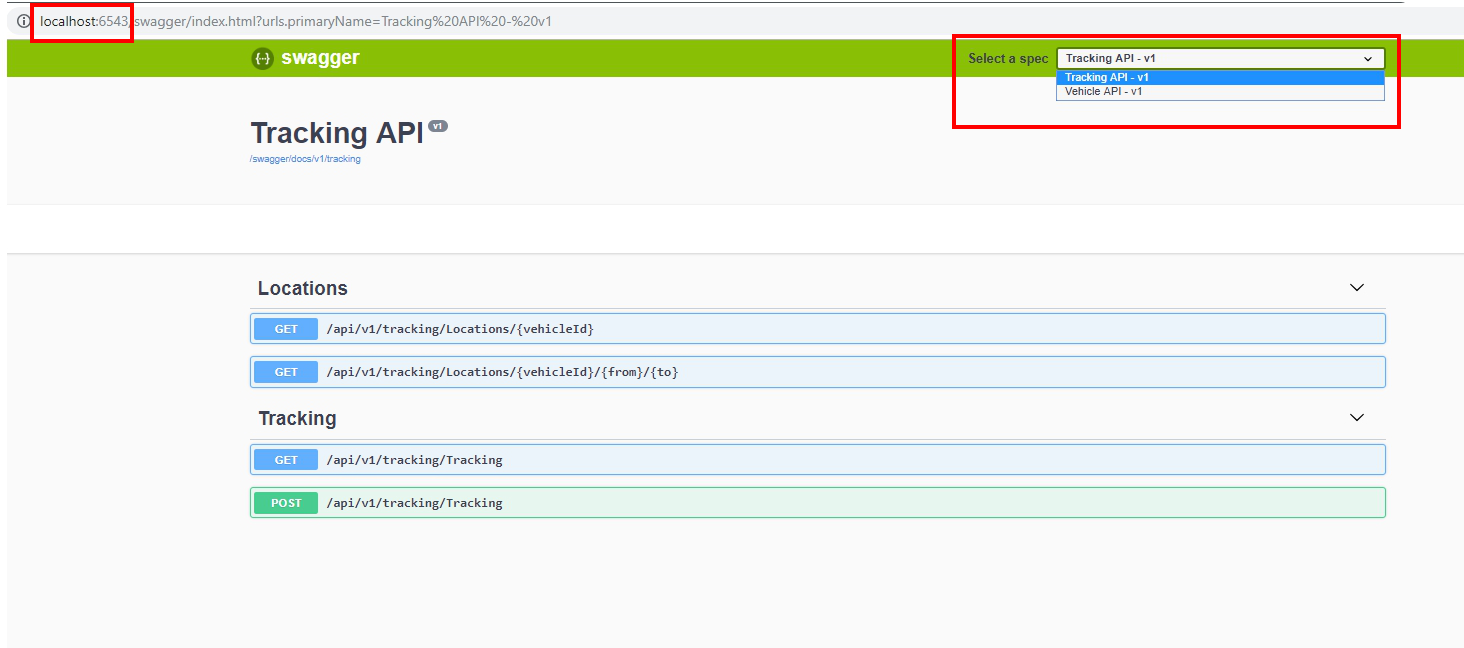 localhost:6543/swagger/index.html?urls.primaryName=Tracking%20API%20-%20v1
swagger
Select a spec
Tracking API - v1
Tracking API - v1
Vehicle API - v1
Tracking API v1
/swagger/docs/v1/tracking
Locations
GET /api/v1/tracking/Locations/{vehicleId}
GET /api/v1/tracking/Locations/{vehicleId}/{from}/{to}
Tracking
GET /api/v1/tracking/Tracking
POST /api/v1/tracking/Tracking